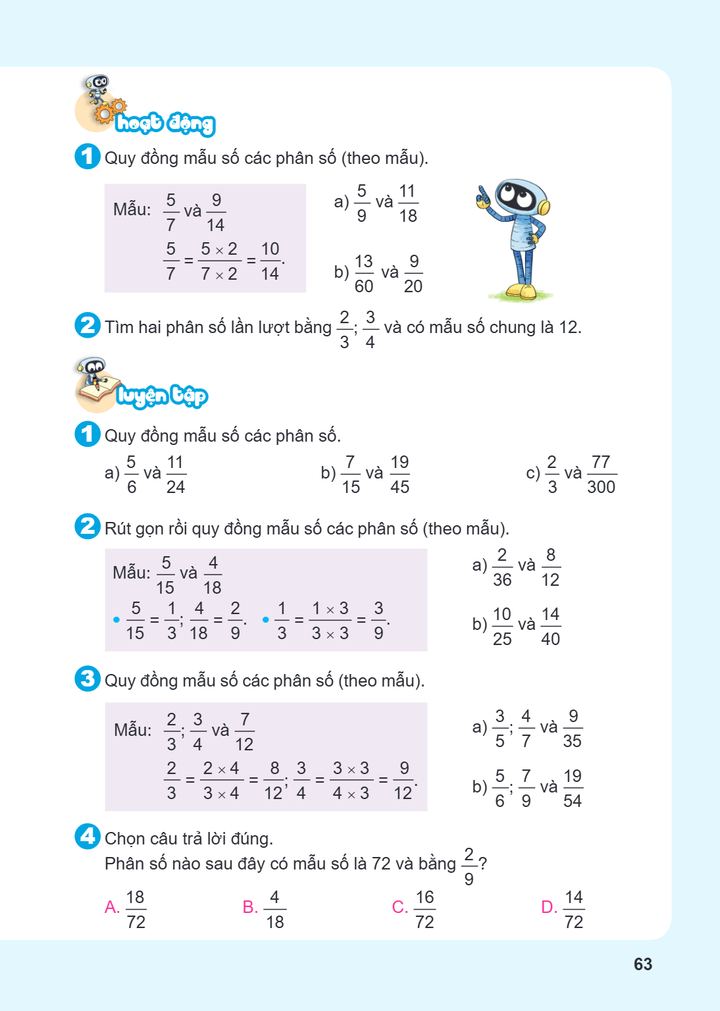 hoạt động
1 Quy đồng mẫu số các phân số (theo mẫu).
Mẫu: 5/7 và 9/14
5/7 = 5 × 2/7 × 2 = 10/14.
a) 5/9 và 11/18
b) 13/60 và 9/20
2 Tìm hai phân số lần lượt bằng 2/3; 3/4 và có mẫu số chung là 12.
luyện tập
1 Quy đồng mẫu số các phân số.
a) 5/6 và 11/24 b) 7/15 và 19/45 c) 2/3 và 77/300
2 Rút gọn rồi quy đồng mẫu số các phân số (theo mẫu).
Mẫu: 5/15 và 4/18
• 5/15 = 1/3; 4/18 = 2/9. • 1/3 = 1 × 3/3 × 3 = 3/9.
a) 2/36 và 8/12
b) 10/25 và 14/40
3 Quy đồng mẫu số các phân số (theo mẫu).
Mẫu: 2/3; 3/4 và 7/12
2/3 = 2 × 4/3 × 4 = 8/12; 3/4 = 3 × 3/4 × 3 = 9/12.
a) 3/5; 4/7 và 9/35
b) 5/6; 7/9 và 19/54
4 Chọn câu trả lời đúng.
Phân số nào sau đây có mẫu số là 72 và bằng 2/9?
A. 18/72 B. 4/18 C. 16/72 D. 14/72
63